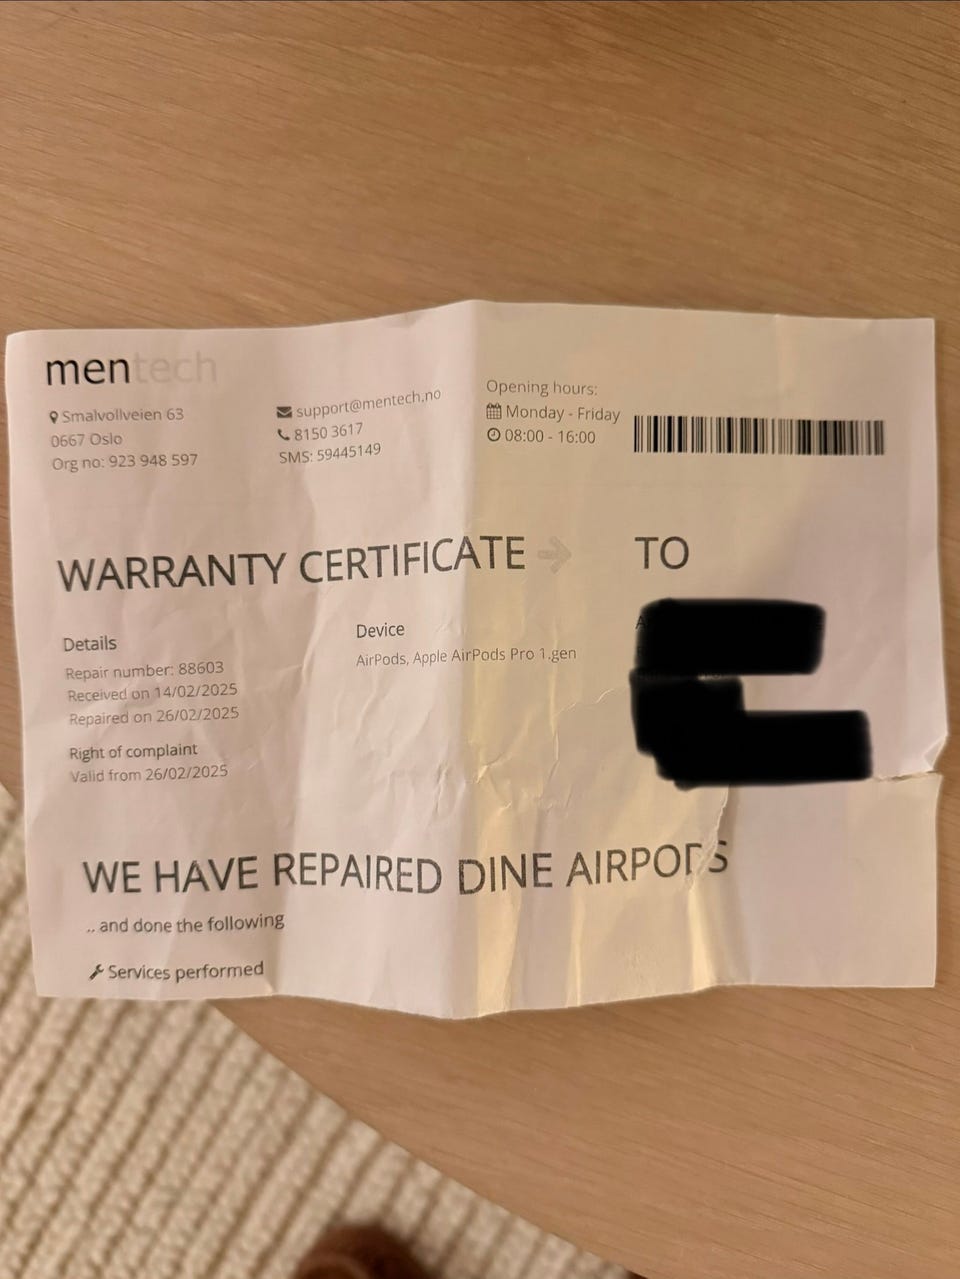 mentech
Smalvollveien 63
0667 Oslo
Org no: 923 948 597
support@mentech.no
8150 3617
SMS: 59445149
Opening hours:
Monday - Friday
08:00 - 16:00
WARRANTY CERTIFICATE
TO
Details
Repair number: 88603
Received on 14/02/2025
Repaired on 26/02/2025
Right of complaint
Valid from 26/02/2025
Device
AirPods, Apple AirPods Pro 1.gen
WE HAVE REPAIRED DINE AIRPODS
.. and done the following
Services performed